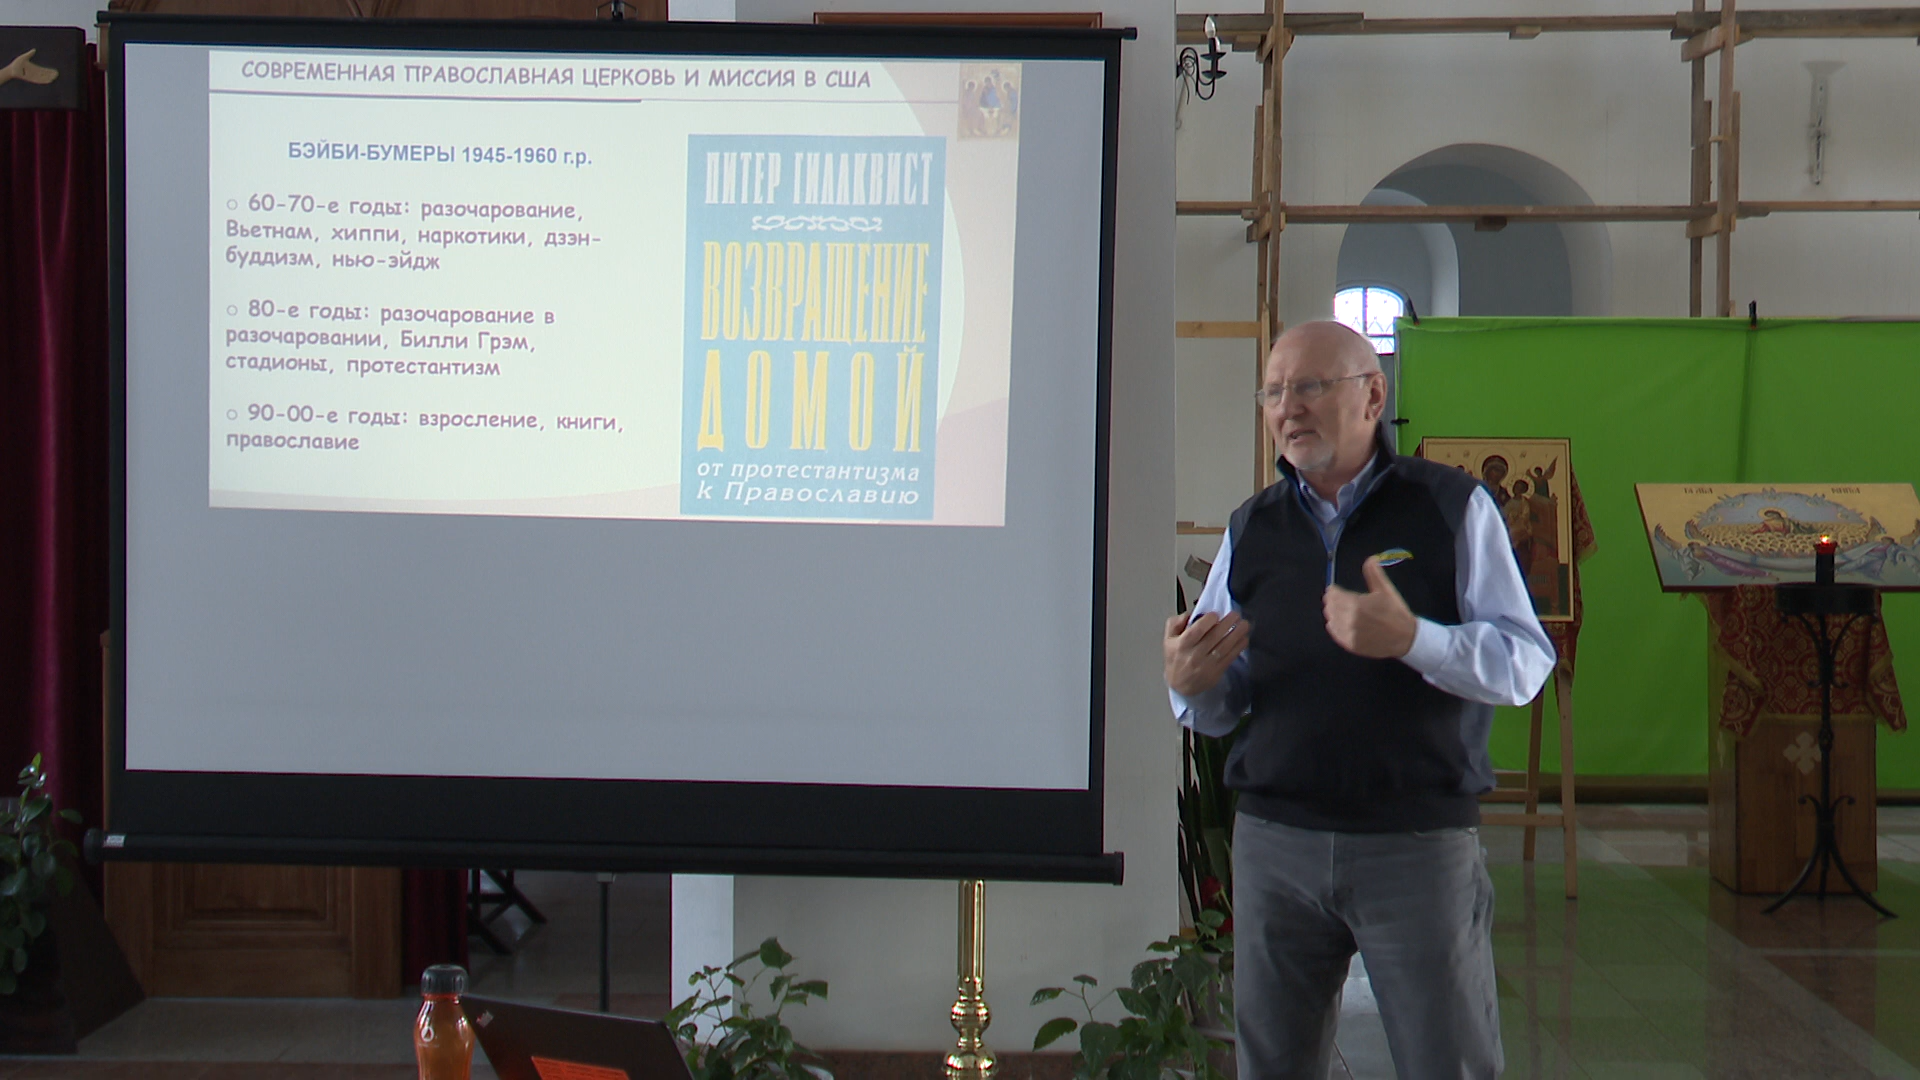 СОВРЕМЕННАЯ ПРАВОСЛАВНАЯ ЦЕРКОВЬ И МИССИЯ В США
БЭЙБИ-БУМЕРЫ 1945-1960 г.р.
○ 60-70-е годы: разочарование,
Вьетнам, хиппи, наркотики, дзэн-
буддизм, нью-эйдж
○ 80-е годы: разочарование в
разочаровании, Билли Грэм,
стадионы, протестантизм
○ 90-00-е годы: взросление, книги,
православие
ПИТЕР ГИЛЛКВИСТ
ВОЗВРАЩЕНИЕ
ДОМОЙ
от протестантизма
к Православию